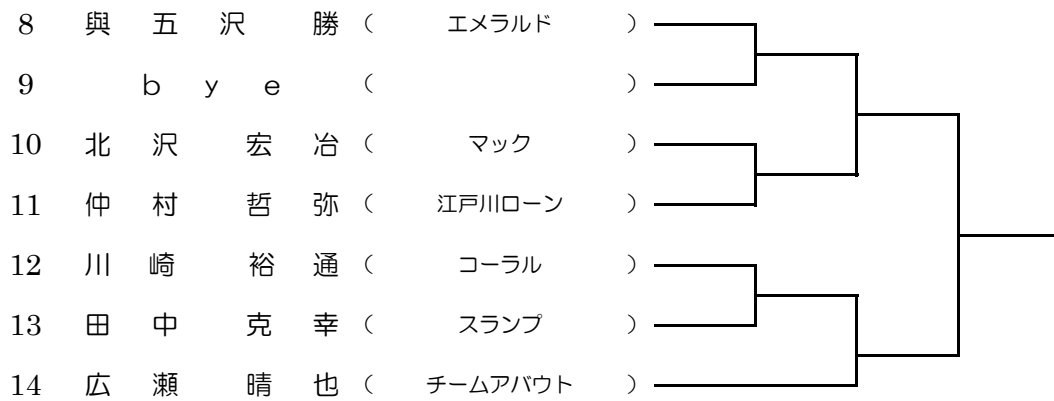 8 與 五 沢 勝 ( エメラルド )
9 b y e ( )
10 北 沢 宏 冶 ( マック )
11 仲 村 哲 弥 ( 江戸川ローン )
12 川 崎 裕 通 ( コーラル )
13 田 中 克 幸 ( スランプ )
14 広 瀬 晴 也 ( チームアバウト )